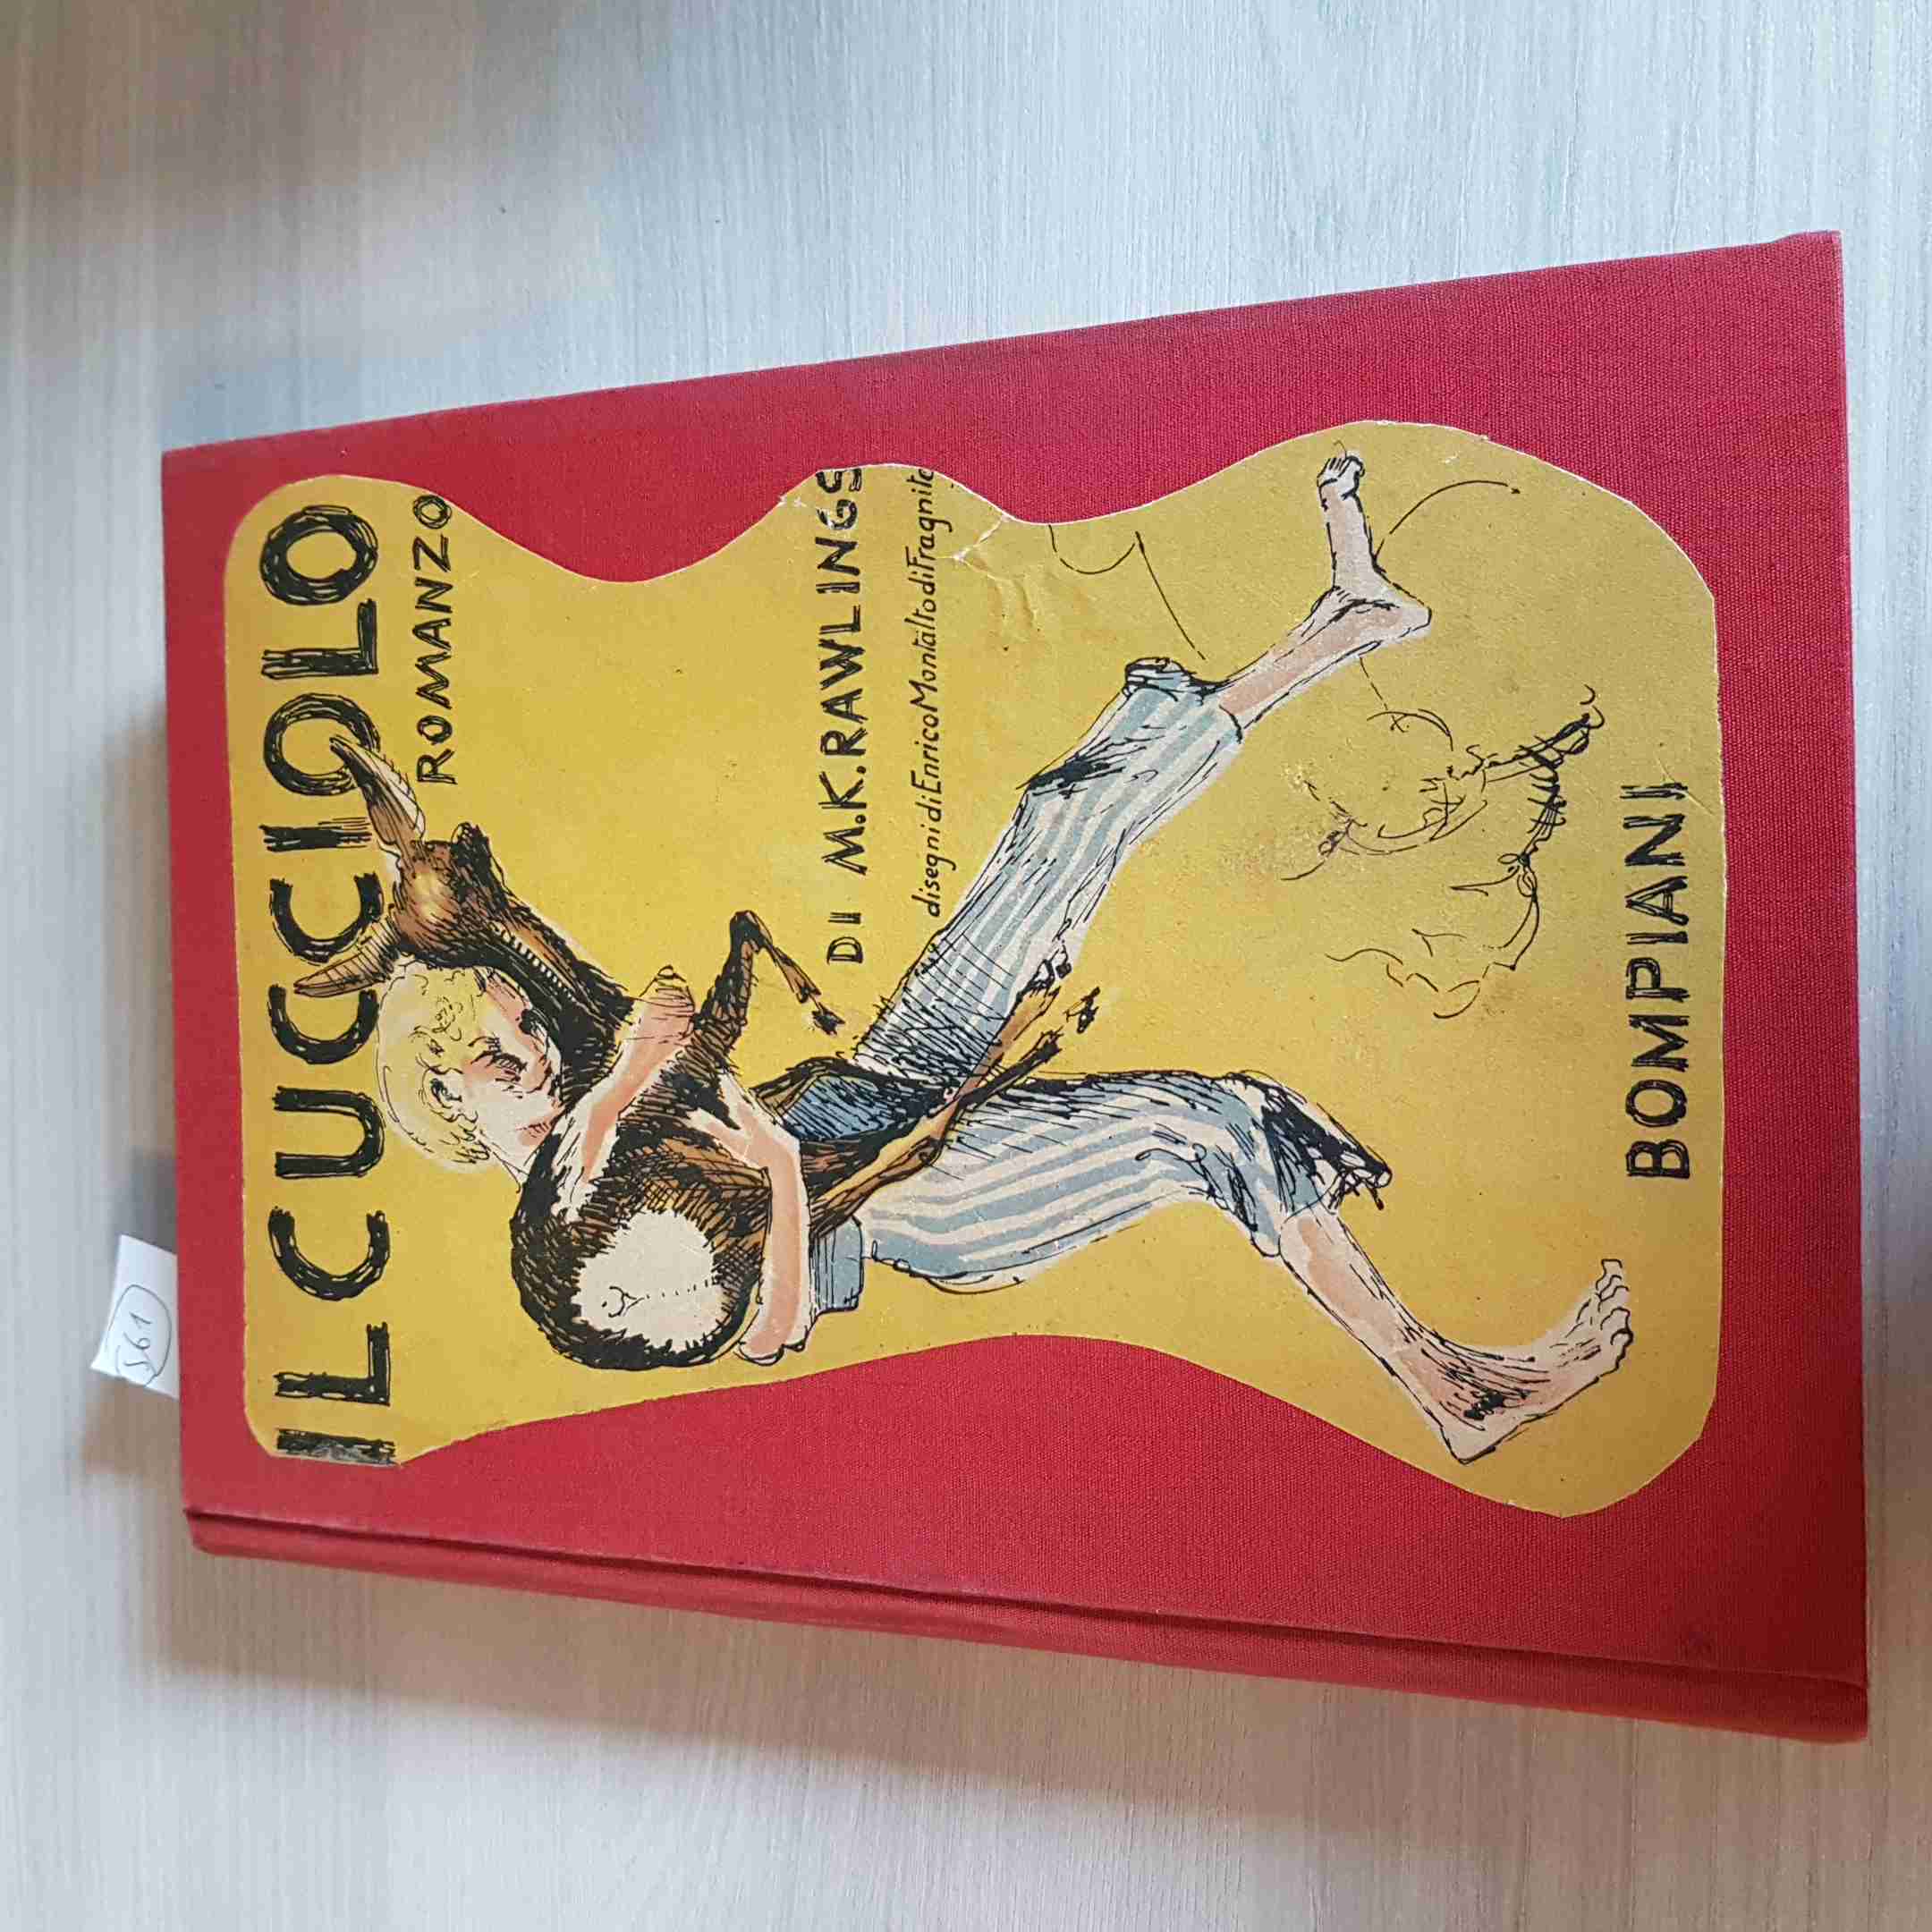 IL CUCCIOLO
ROMANZO
DI M.K.RAWLINGS
disegni di Enrico Montalto di Fragnito
BOMPIANI
561